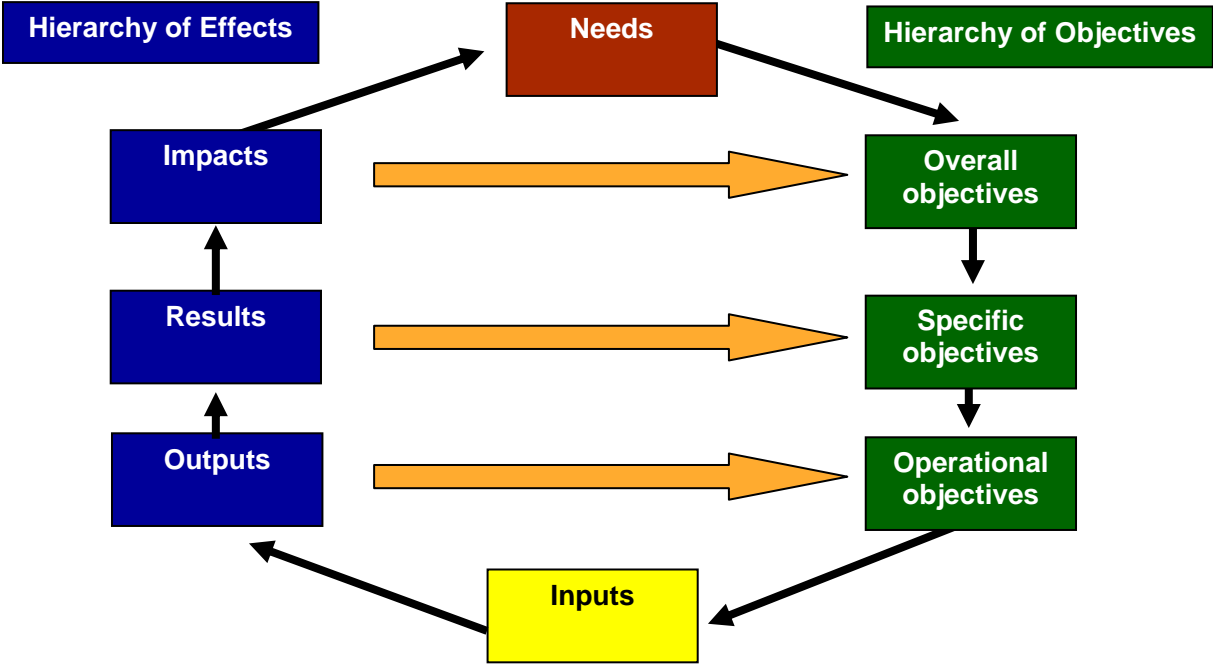 Hierarchy of Effects
Needs
Hierarchy of Objectives
Impacts
Overall
objectives
Results
Specific
objectives
Outputs
Operational
objectives
Inputs